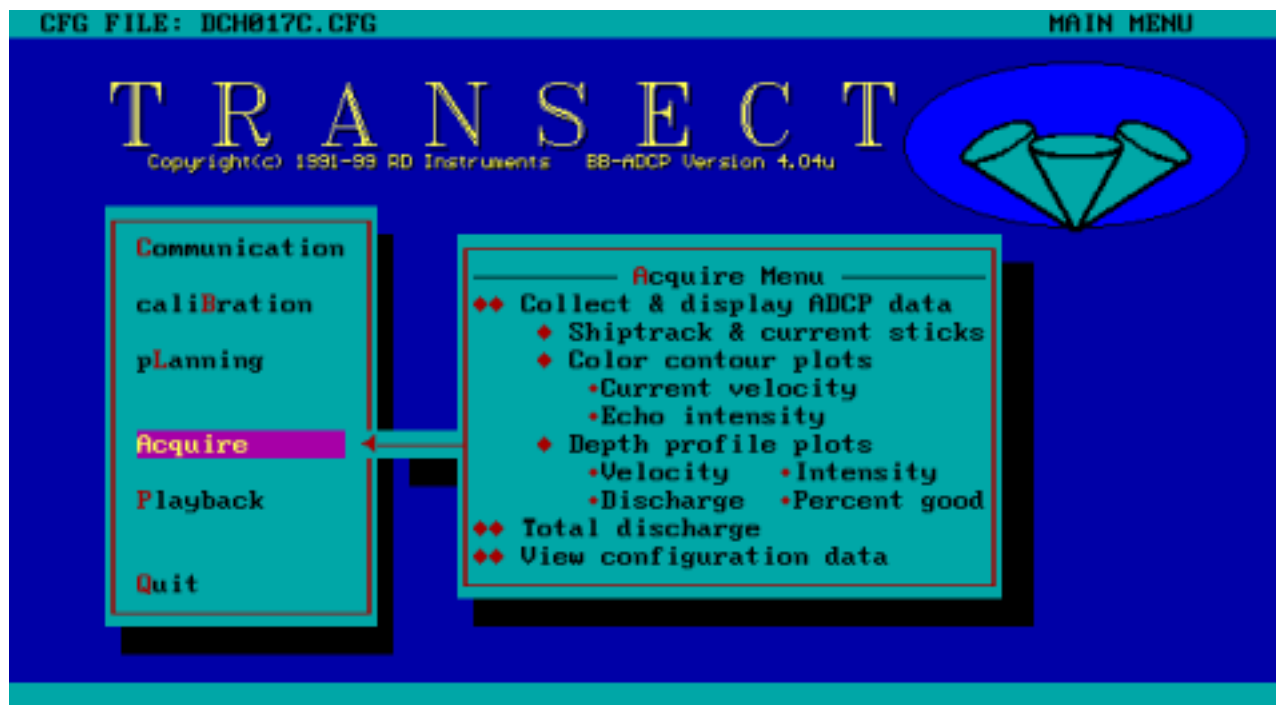 CFG FILE: DCH017C.CFG MAIN MENU
T R A N S E C T
Copyright(c) 1991-99 RD Instruments BB-ADCP Version 4.04u
Communication
caliBration
pLanning
Acquire
Playback
Quit
Acquire Menu
Collect & display ADCP data
Shiptrack & current sticks
Color contour plots
•Current velocity
•Echo intensity
Depth profile plots
•Velocity •Intensity
•Discharge •Percent good
Total discharge
View configuration data